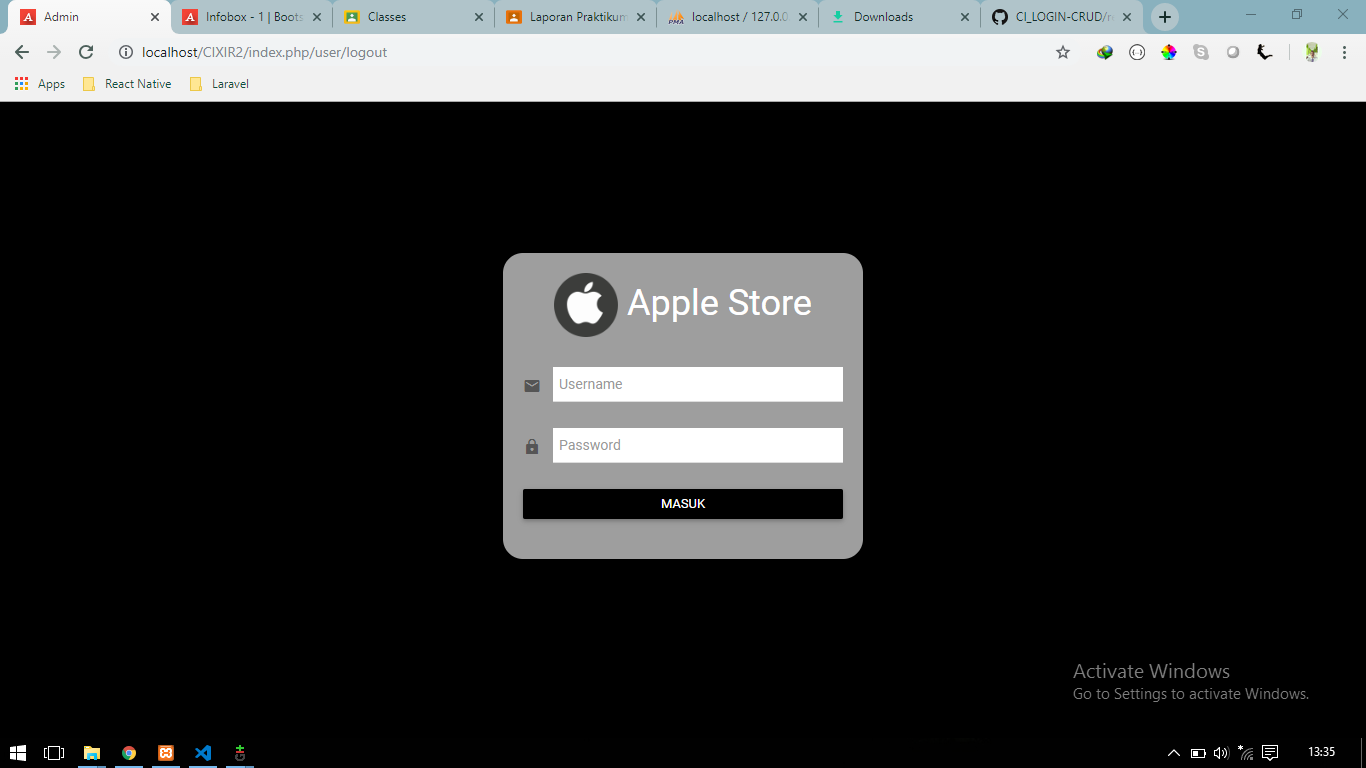 Admin
Infobox - 1 | Boots
Classes
Laporan Praktikum
localhost / 127.0.0
Downloads
CI_LOGIN-CRUD/r
localhost/CIXIR2/index.php/user/logout
Apps
React Native
Laravel
Apple Store
Username
Password
MASUK
Activate Windows
Go to Settings to activate Windows.
13:35